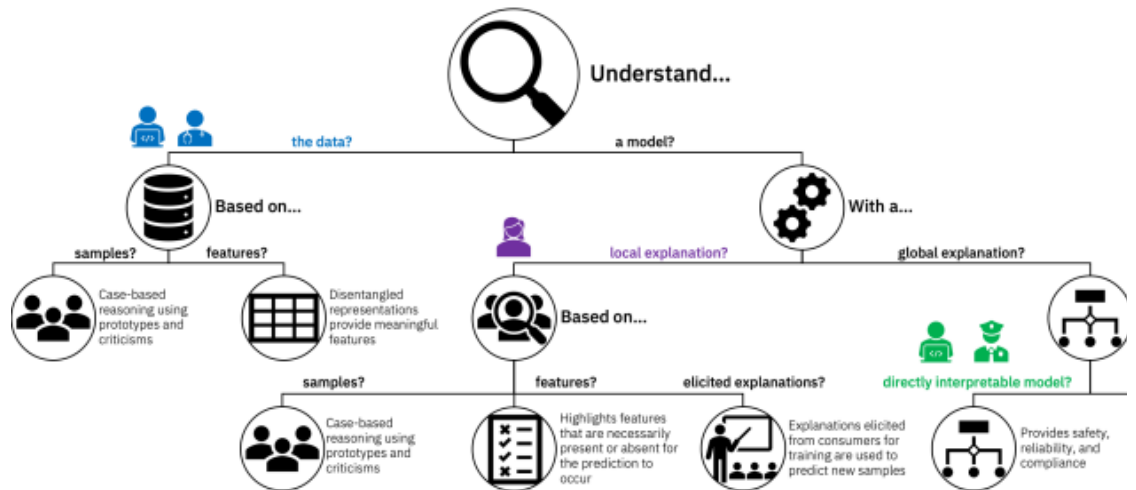 Understand...
the data?
a model?
Based on...
With a...
samples?
features?
local explanation?
global explanation?
Case-based
reasoning using
prototypes and
criticisms
Disentangled
representations
provide meaningful
features
Based on...
samples?
features?
elicited explanations?
directly interpretable model?
Case-based
reasoning using
prototypes and
criticisms
Highlights features
that are necessarily
present or absent for
the prediction to
occur
Explanations elicited
from consumers for
training are used to
predict new samples
Provides safety,
reliability, and
compliance